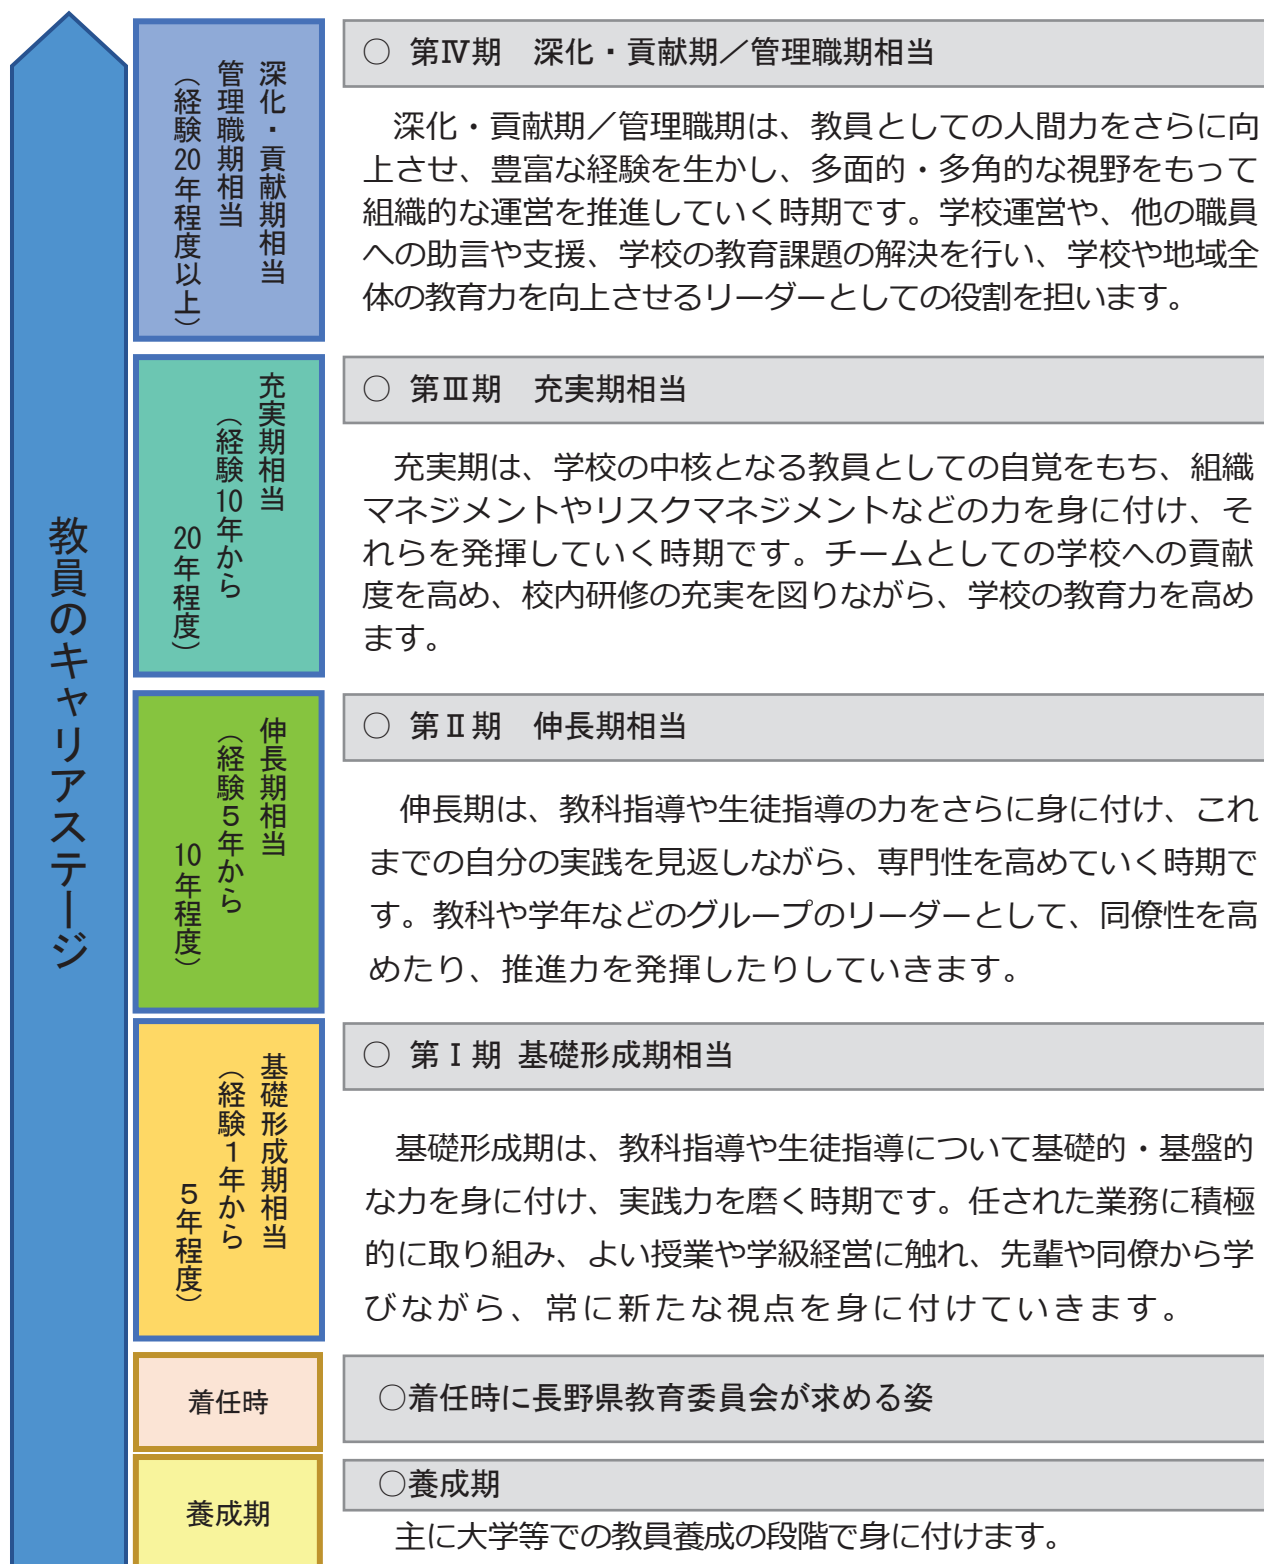 教員のキャリアステージ
深化・貢献期相当
管理職期相当
（経験20年程度以上）
○ 第Ⅳ期　深化・貢献期／管理職期相当
深化・貢献期／管理職期は、教員としての人間力をさらに向
上させ、豊富な経験を生かし、多面的・多角的な視野をもって
組織的な運営を推進していく時期です。学校運営や、他の職員
への助言や支援、学校の教育課題の解決を行い、学校や地域全
体の教育力を向上させるリーダーとしての役割を担います。
充実期相当
（経験10年から
20年程度）
○ 第Ⅲ期　充実期相当
充実期は、学校の中核となる教員としての自覚をもち、組織
マネジメントやリスクマネジメントなどの力を身に付け、そ
れらを発揮していく時期です。チームとしての学校への貢献
度を高め、校内研修の充実を図りながら、学校の教育力を高め
ます。
伸長期相当
（経験５年から
10年程度）
○ 第Ⅱ期　伸長期相当
伸長期は、教科指導や生徒指導の力をさらに身に付け、これ
までの自分の実践を見返しながら、専門性を高めていく時期で
す。教科や学年などのグループのリーダーとして、同僚性を高
めたり、推進力を発揮したりしていきます。
基礎形成期相当
（経験１年から
５年程度）
○ 第Ⅰ期 基礎形成期相当
基礎形成期は、教科指導や生徒指導について基礎的・基盤的
な力を身に付け、実践力を磨く時期です。任された業務に積極
的に取り組み、よい授業や学級経営に触れ、先輩や同僚から学
びながら、常に新たな視点を身に付けていきます。
着任時
○着任時に長野県教育委員会が求める姿
養成期
○養成期
主に大学等での教員養成の段階で身に付けます。